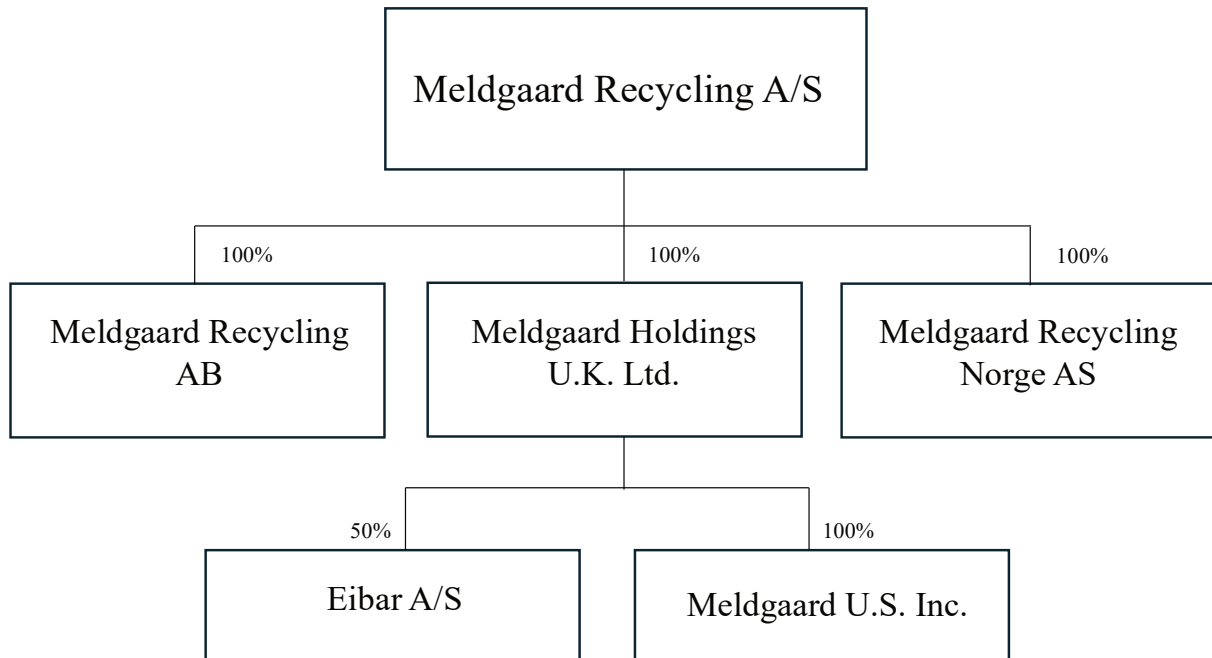 Meldgaard Recycling A/S
100%
100%
100%
Meldgaard Recycling
AB
Meldgaard Holdings
U.K. Ltd.
Meldgaard Recycling
Norge AS
50%
100%
Eibar A/S
Meldgaard U.S. Inc.